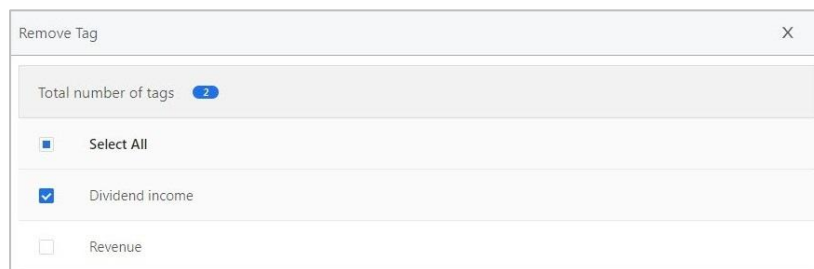 Remove Tag X
Total number of tags 2
Select All
Dividend income
Revenue